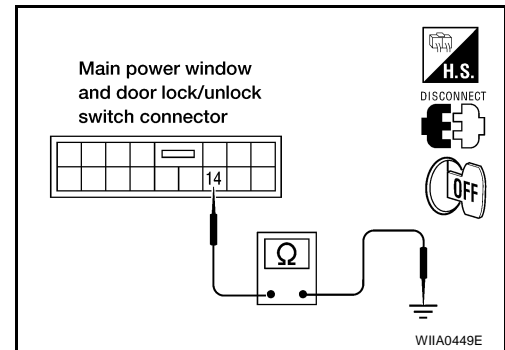 Main power window
and door lock/unlock
switch connector
H.S.
DISCONNECT
OFF
14
Ω
WIIA0449E